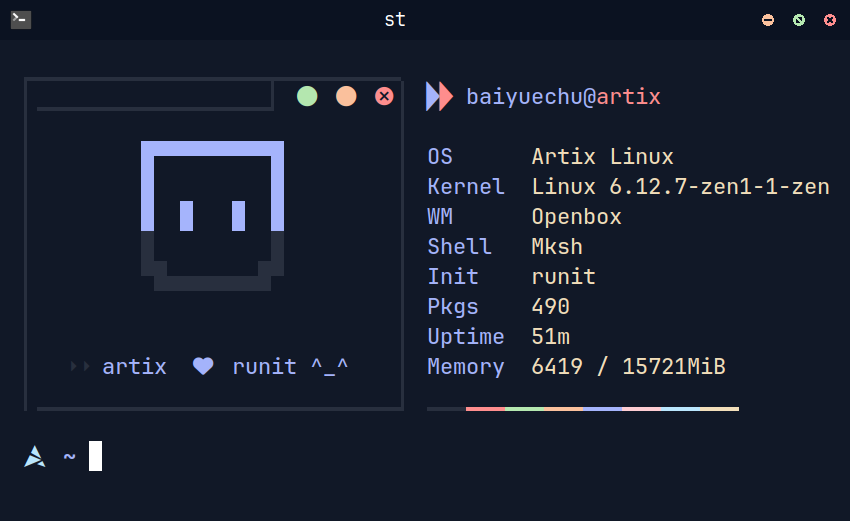 st
baiyuechu@artix
OS Artix Linux
Kernel Linux 6.12.7-zen1-1-zen
WM Openbox
Shell Mksh
Init runit
Pkgs 490
Uptime 51m
Memory 6419 / 15721MiB
artix ♥ runit ^_^
~